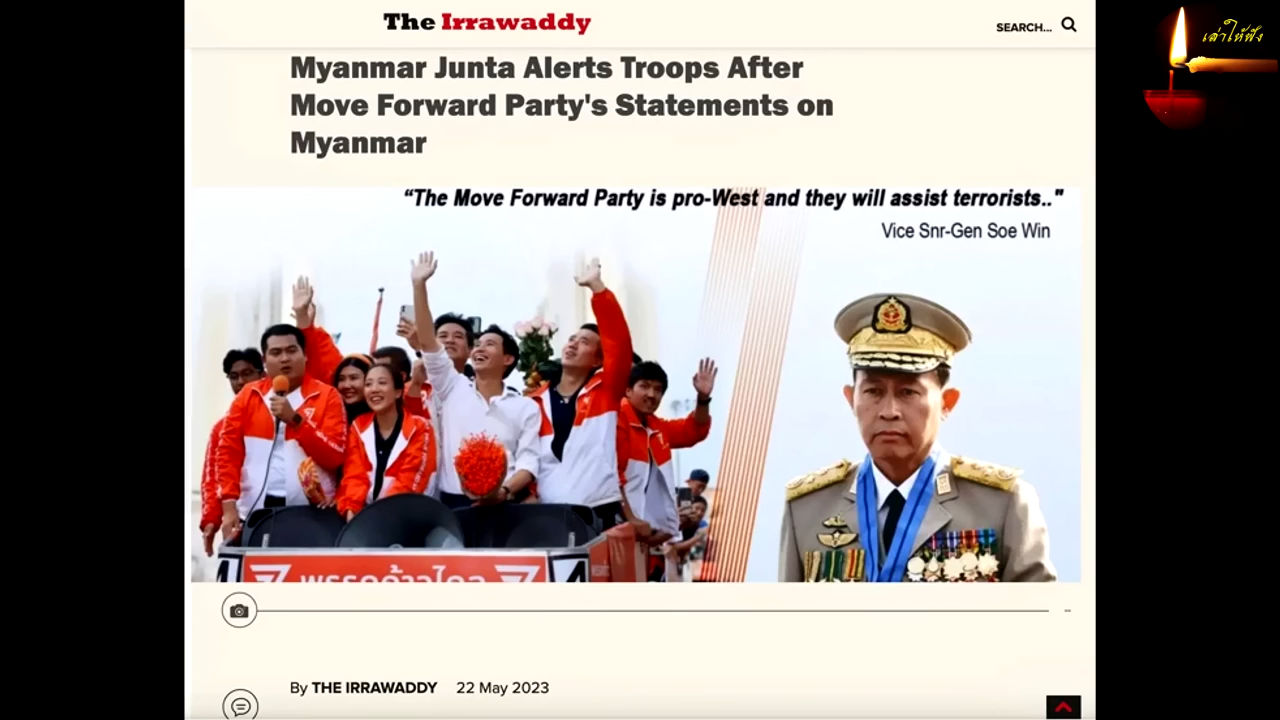 The Irrawaddy
SEARCH...
เล่าให้ฟัง
Myanmar Junta Alerts Troops After
Move Forward Party's Statements on
Myanmar
“The Move Forward Party is pro-West and they will assist terrorists.."
Vice Snr-Gen Soe Win
พรรคก้าวไกล
By THE IRRAWADDY 22 May 2023